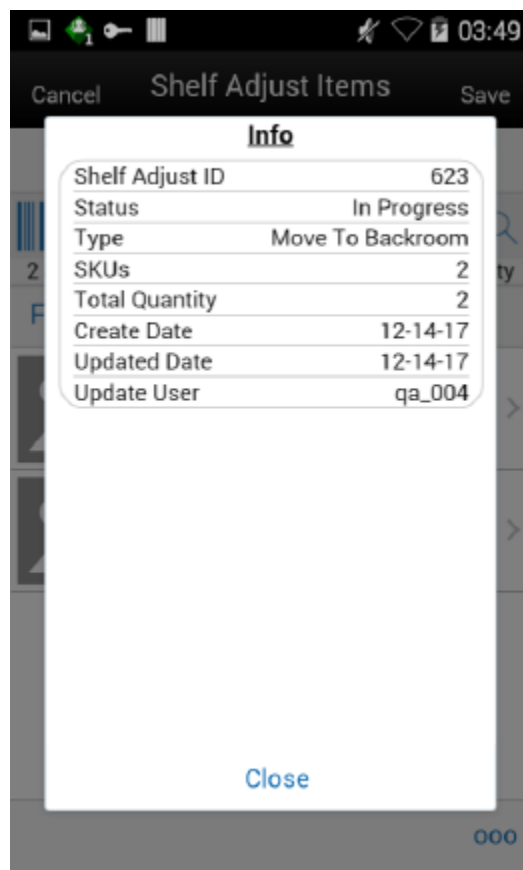 03:49
Cancel Shelf Adjust Items Save
Info
Shelf Adjust ID 623
Status In Progress
Type Move To Backroom
SKUs 2
2 ty
Total Quantity 2
F
Create Date 12-14-17
Updated Date 12-14-17
Update User qa_004
Close
ooo